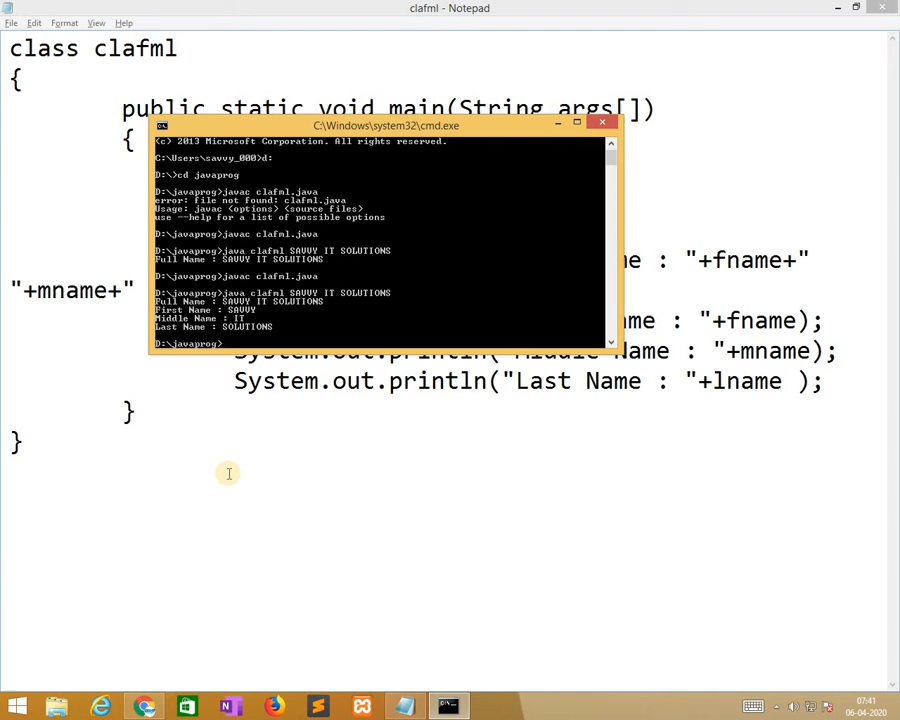 clafml - Notepad
File Edit Format View Help
class clafml
{
public static void main(String args[])
{
C:\Windows\system32\cmd.exe
(c) 2013 Microsoft Corporation. All rights reserved.
C:\Users\savvy_000>d:
D:\>cd javaprog
D:\javaprog>javac clafml.java
error: file not found: clafml.java
Usage: javac <options> <source files>
use --help for a list of possible options
D:\javaprog>javac clafml.java
D:\javaprog>java clafml SAVVY IT SOLUTIONS
Full Name : SAVVY IT SOLUTIONS
D:\javaprog>javac clafml.java
D:\javaprog>java clafml SAVVY IT SOLUTIONS
Full Name : SAVVY IT SOLUTIONS
First Name : SAVVY
Middle Name : IT
Last Name : SOLUTIONS
D:\javaprog>
me : "+fname+"
"+mname+"
me : "+fname);
System.out.println("Middle Name : "+mname);
System.out.println("Last Name : "+lname );
}
}
07:41
06-04-2020